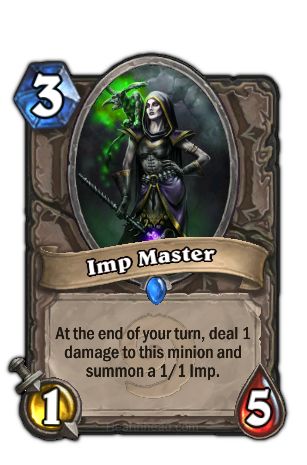 3
Imp Master
At the end of your turn, deal 1
damage to this minion and
summon a 1/1 Imp.
1
5